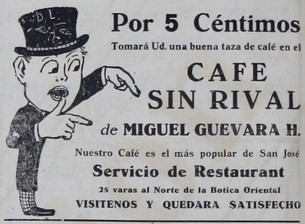 D L
Por 5 Céntimos
Tomará Ud. una buena taza de café en el
CAFE
SIN RIVAL
de MIGUEL GUEVARA H.
Nuestro Café es el más popular de San José
Servicio de Restaurant
25 varas al Norte de la Botica Oriental
VISITENOS Y QUEDARA SATISFECHO